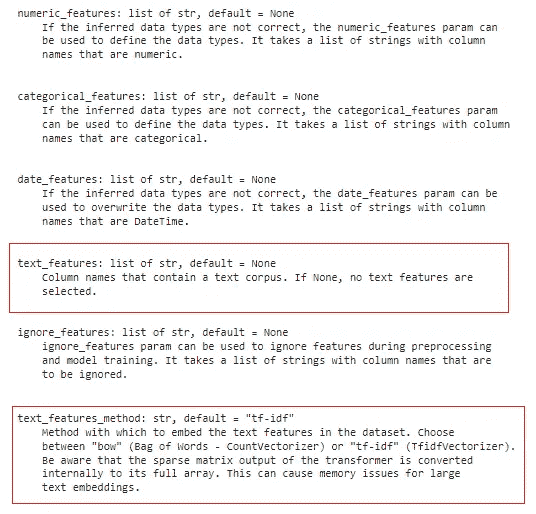 numeric_features: list of str, default = None
If the inferred data types are not correct, the numeric_features param can
be used to define the data types. It takes a list of strings with column
names that are numeric.
categorical_features: list of str, default = None
If the inferred data types are not correct, the categorical_features param
can be used to define the data types. It takes a list of strings with column
names that are categorical.
date_features: list of str, default = None
If the inferred data types are not correct, the date_features param can be
used to overwrite the data types. It takes a list of strings with column
names that are DateTime.
text_features: list of str, default = None
Column names that contain a text corpus. If None, no text features are
selected.
ignore_features: list of str, default = None
ignore_features param can be used to ignore features during preprocessing
and model training. It takes a list of strings with column names that are
to be ignored.
text_features_method: str, default = "tf-idf"
Method with which to embed the text features in the dataset. Choose
between "bow" (Bag of Words - CountVectorizer) or "tf-idf" (TfidfVectorizer).
Be aware that the sparse matrix output of the transformer is converted
internally to its full array. This can cause memory issues for large
text embeddings.